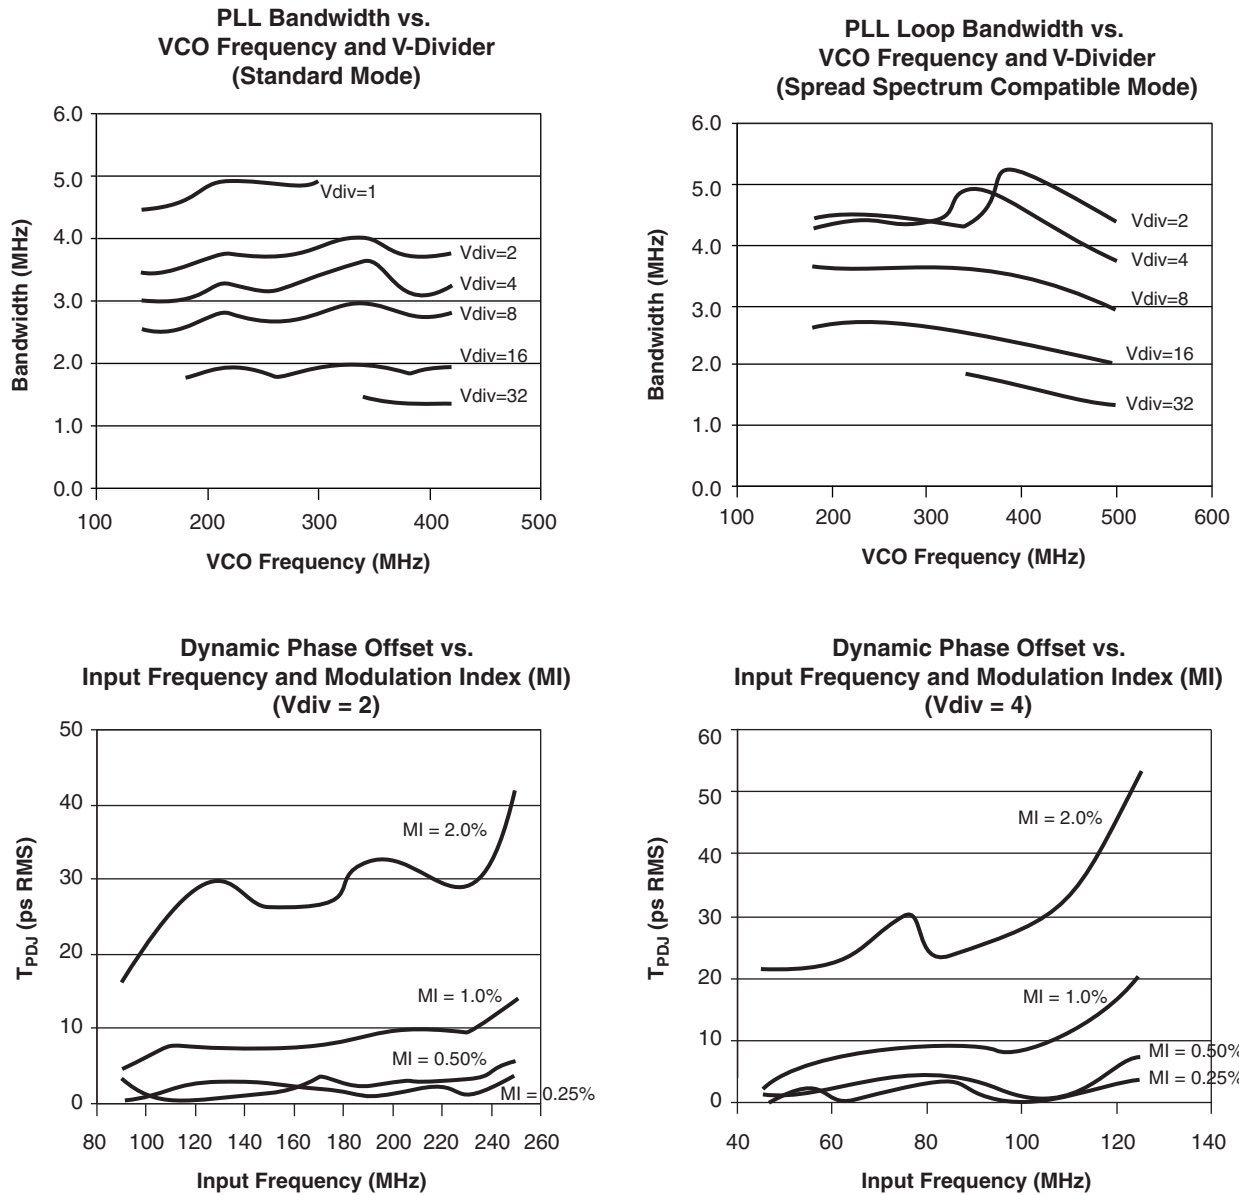 PLL Bandwidth vs.
VCO Frequency and V-Divider
(Standard Mode)
6.0
5.0
4.0
3.0
2.0
1.0
0.0
Bandwidth (MHz)
Vdiv=1
Vdiv=2
Vdiv=4
Vdiv=8
Vdiv=16
Vdiv=32
100 200 300 400 500
VCO Frequency (MHz)
PLL Loop Bandwidth vs.
VCO Frequency and V-Divider
(Spread Spectrum Compatible Mode)
6.0
5.0
4.0
3.0
2.0
1.0
0.0
Bandwidth (MHz)
Vdiv=2
Vdiv=4
Vdiv=8
Vdiv=16
Vdiv=32
100 200 300 400 500 600
VCO Frequency (MHz)
Dynamic Phase Offset vs.
Input Frequency and Modulation Index (MI)
(Vdiv = 2)
50
40
30
20
10
0
TPDJ (ps RMS)
MI = 2.0%
MI = 1.0%
MI = 0.50%
MI = 0.25%
80 100 120 140 160 180 200 220 240 260
Input Frequency (MHz)
Dynamic Phase Offset vs.
Input Frequency and Modulation Index (MI)
(Vdiv = 4)
60
50
40
30
20
10
0
TPDJ (ps RMS)
MI = 2.0%
MI = 1.0%
MI = 0.50%
MI = 0.25%
40 60 80 100 120 140
Input Frequency (MHz)